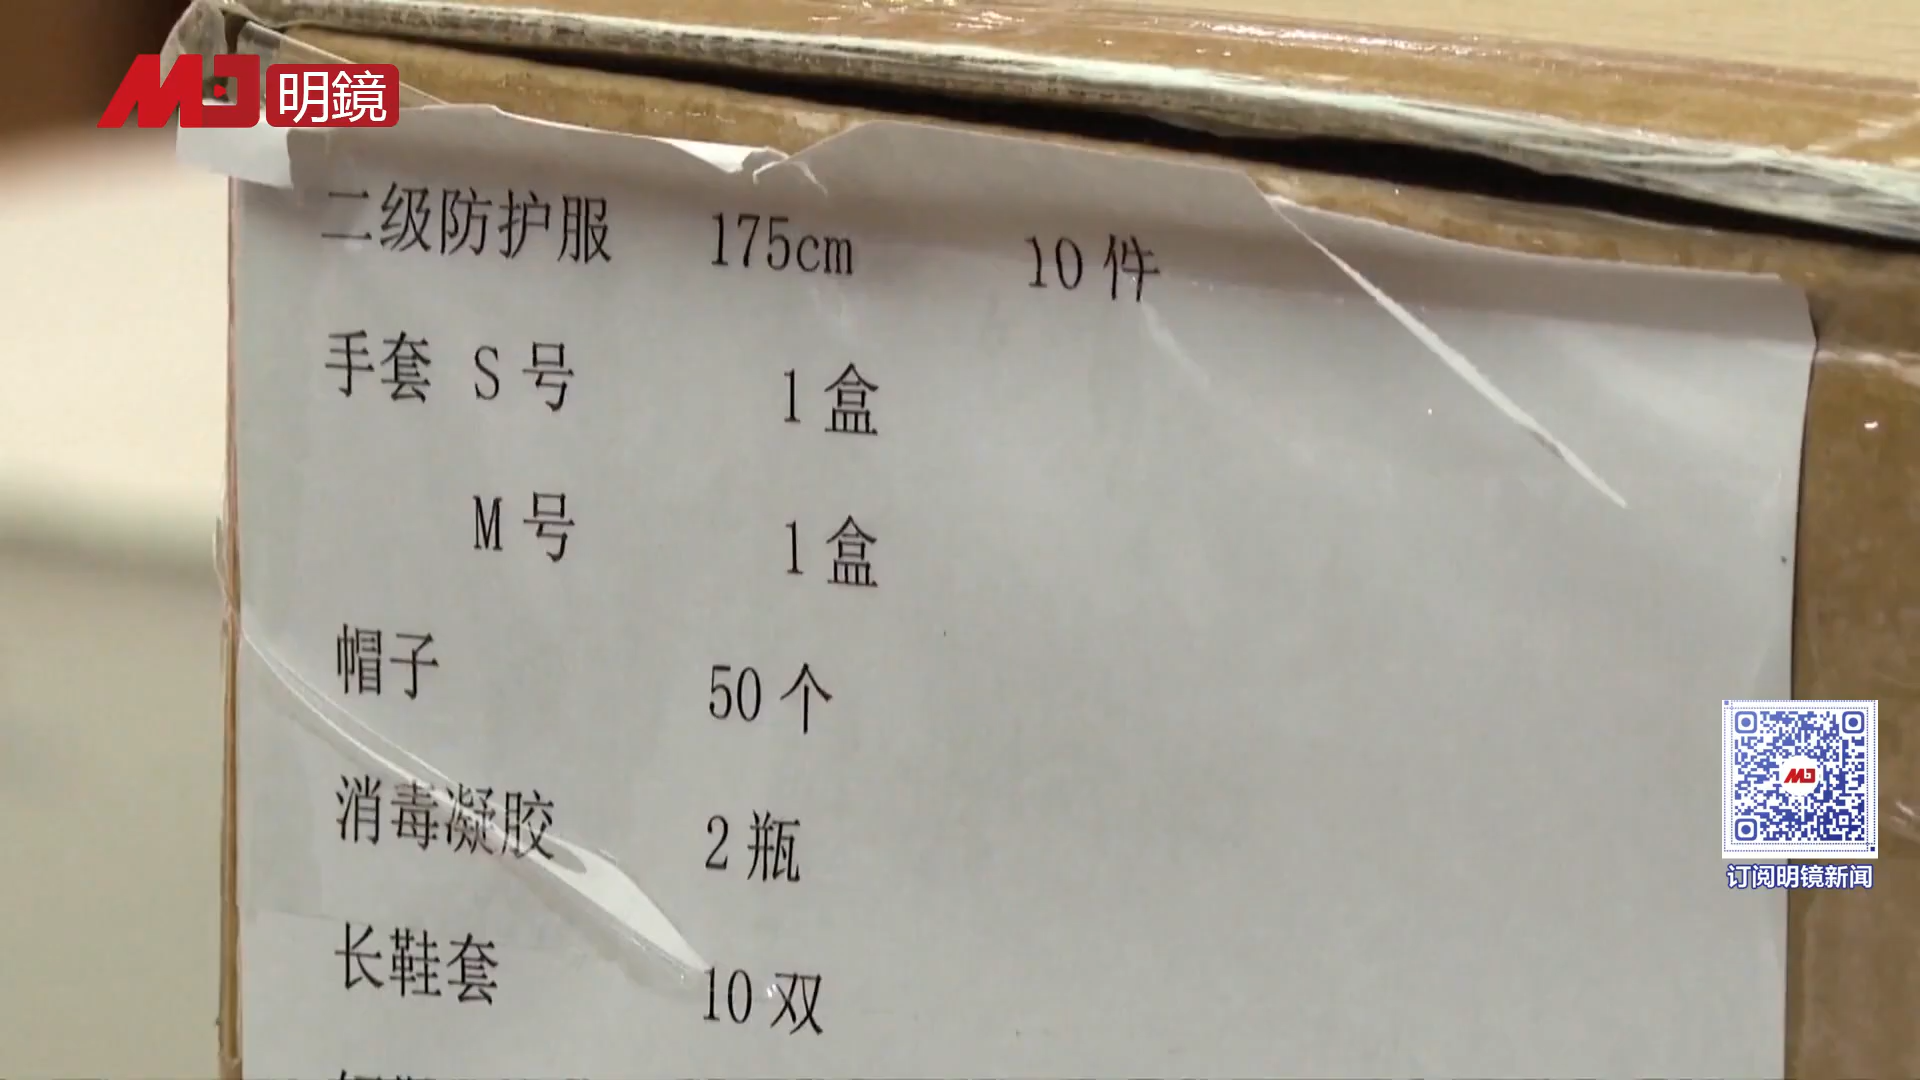 明鏡
二级防护服 175cm 10件
手套 S号 1盒
M号 1盒
帽子 50个
消毒凝胶 2瓶
长鞋套 10双
订阅明镜新闻